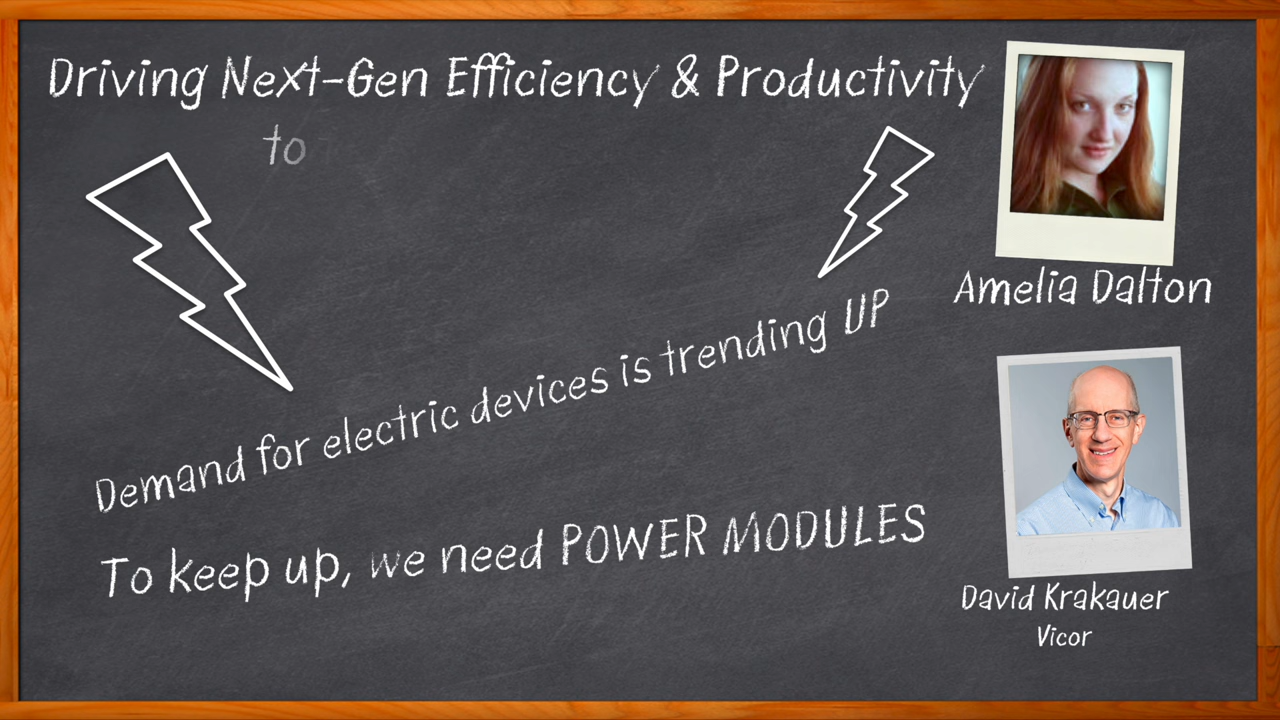 Driving Next-Gen Efficiency & Productivity
to
Amelia Dalton
Demand for electric devices is trending UP
To keep up, we need POWER MODULES
David Krakauer
Vicor